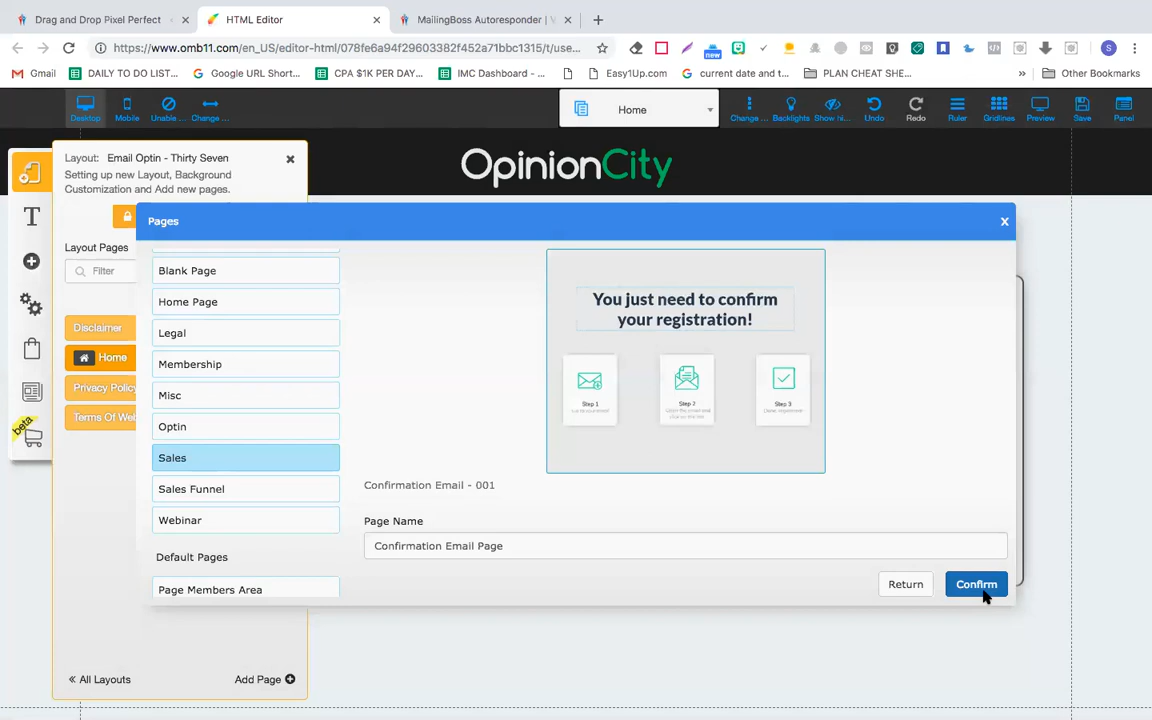 Drag and Drop Pixel Perfect
HTML Editor
MailingBoss Autoresponder |
https://www.omb11.com/en_US/editor-html/078fe6a94f29603382f4562a71bbc1315/t/use...
new
S
Gmail
DAILY TO DO LIST...
Google URL Short...
CPA $1K PER DAY...
IMC Dashboard - ...
Easy1Up.com
current date and t...
PLAN CHEAT SHE...
Other Bookmarks
Desktop
Mobile
Unable ...
Change ...
Home
Change ...
Backlights
Show hi...
Undo
Redo
Ruler
Gridlines
Preview
Save
Panel
Layout: Email Optin - Thirty Seven
Setting up new Layout, Background
Customization and Add new pages.
OpinionCity
Pages
X
Layout Pages
Filter
Disclaimer
Home
Privacy Policy
Terms Of Web
beta
Blank Page
Home Page
Legal
Membership
Misc
Optin
Sales
Sales Funnel
Webinar
Default Pages
Page Members Area
You just need to confirm
your registration!
Step 1
Step 2
Step 3
Confirmation Email - 001
Page Name
Confirmation Email Page
Return
Confirm
« All Layouts
Add Page